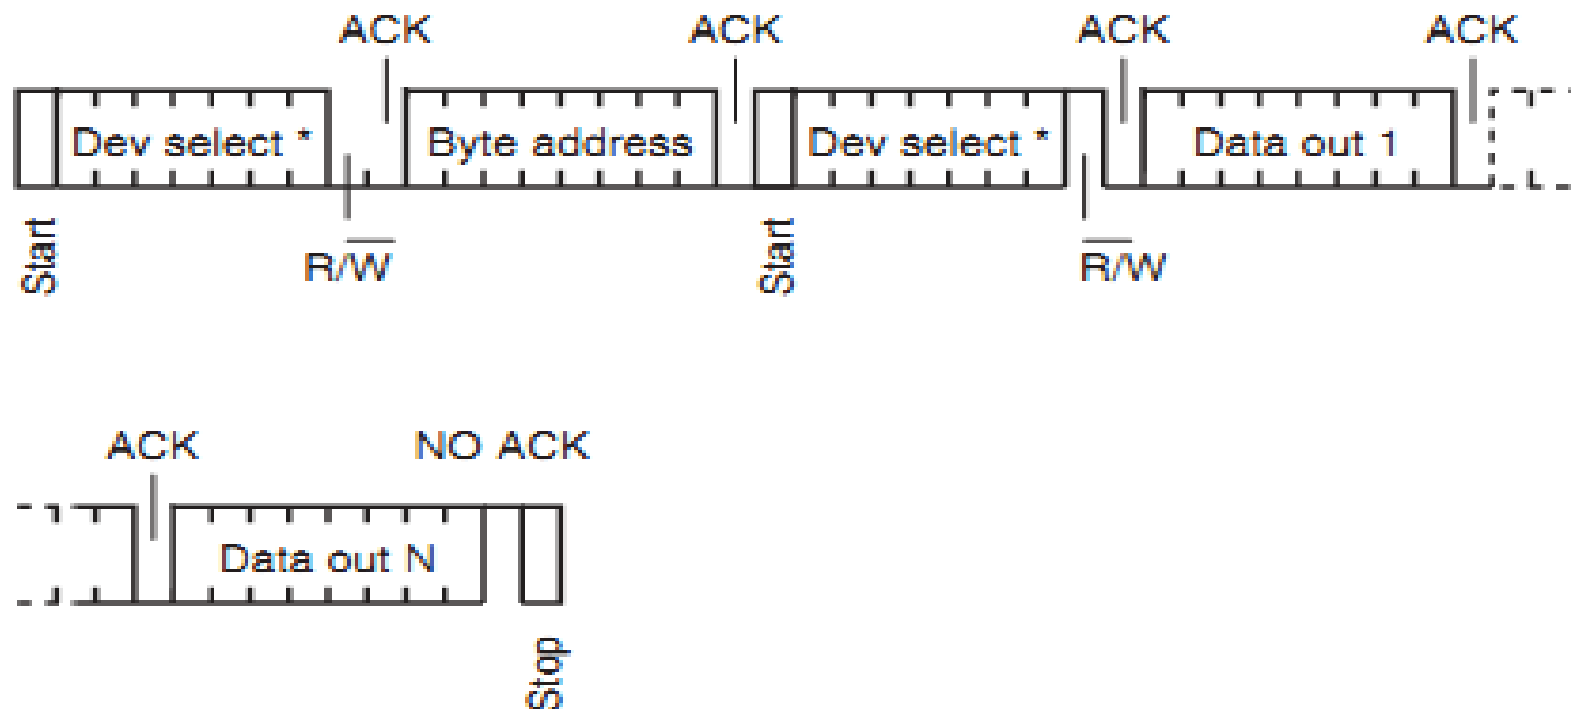 ACK ACK ACK ACK
Dev select * Byte address Dev select * Data out 1
Start R/W̅ Start R/W
ACK NO ACK
Data out N
Stop